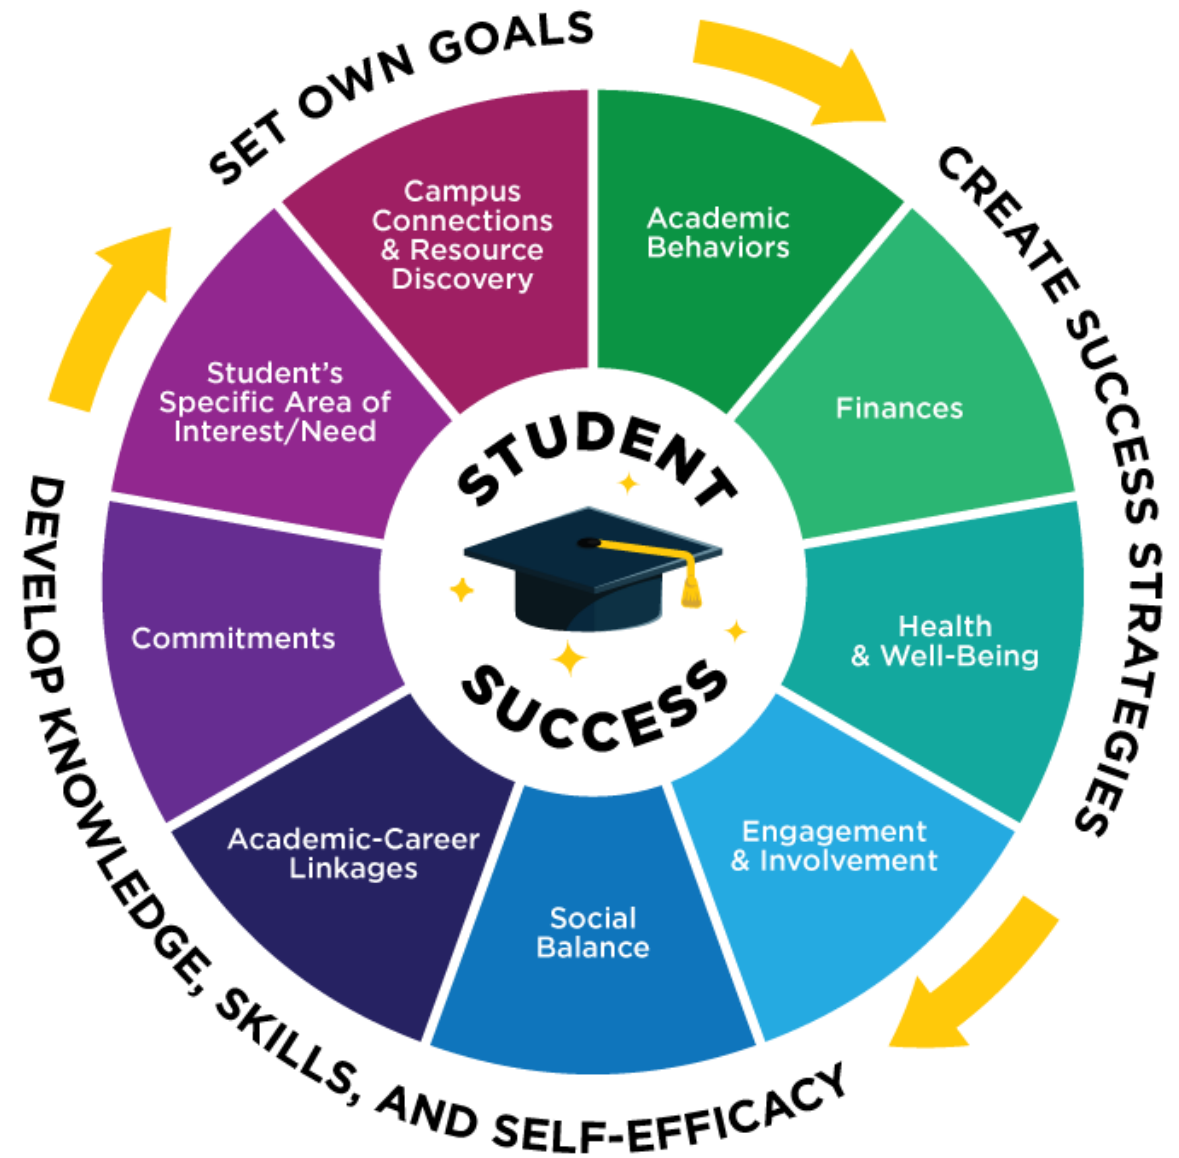 SET OWN GOALS
CREATE SUCCESS STRATEGIES
DEVELOP KNOWLEDGE, SKILLS, AND SELF-EFFICACY
Academic
Behaviors
Finances
Health
& Well-Being
Engagement
& Involvement
Social
Balance
Academic-Career
Linkages
Commitments
Student’s
Specific Area of
Interest/Need
Campus
Connections
& Resource
Discovery
STUDENT
SUCCESS